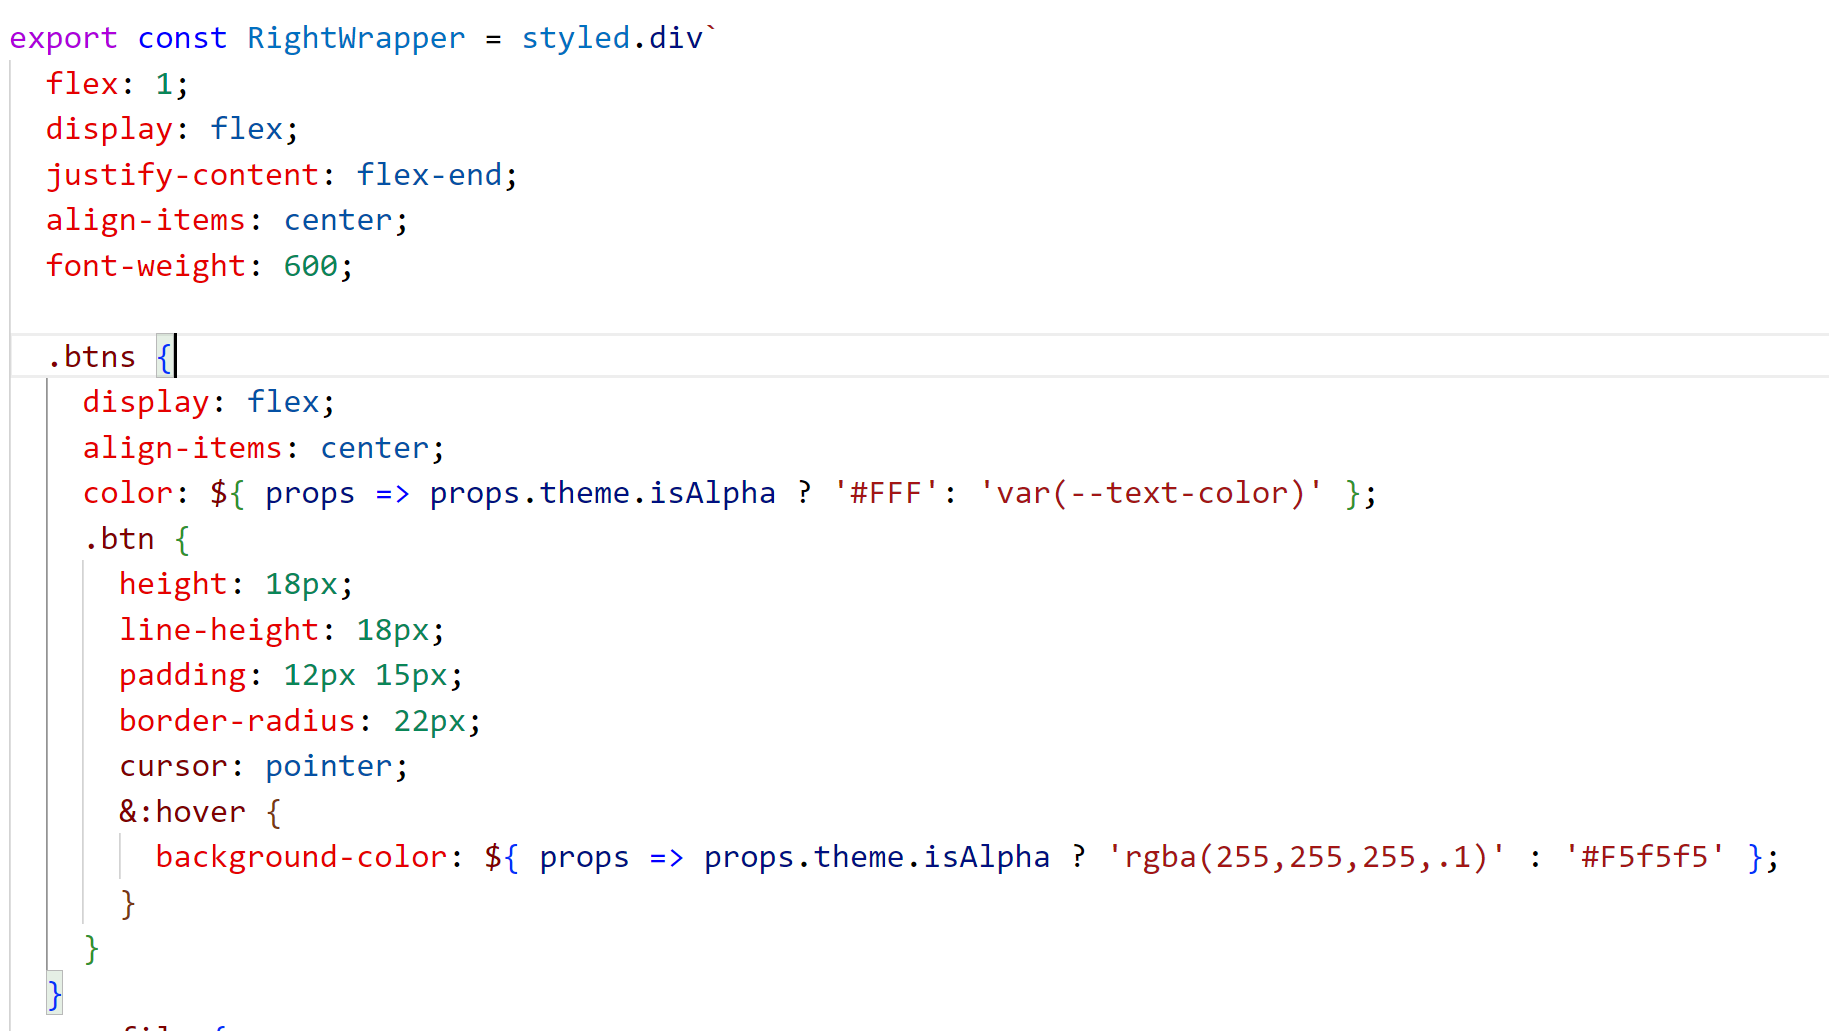 export const RightWrapper = styled.div`
  flex: 1;
  display: flex;
  justify-content: flex-end;
  align-items: center;
  font-weight: 600;

  .btns {
    display: flex;
    align-items: center;
    color: ${ props => props.theme.isAlpha ? '#FFF': 'var(--text-color)' };
    .btn {
      height: 18px;
      line-height: 18px;
      padding: 12px 15px;
      border-radius: 22px;
      cursor: pointer;
      &:hover {
        background-color: ${ props => props.theme.isAlpha ? 'rgba(255,255,255,.1)' : '#F5f5f5' };
      }
    }
  }